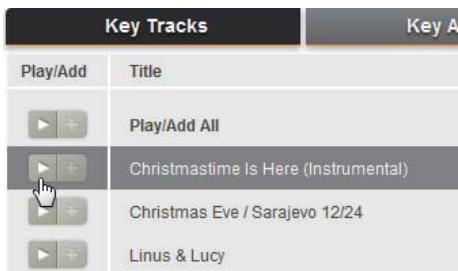 Key Tracks Key A
Play/Add Title
Play/Add All
Christmastime Is Here (Instrumental)
Christmas Eve / Sarajevo 12/24
Linus & Lucy